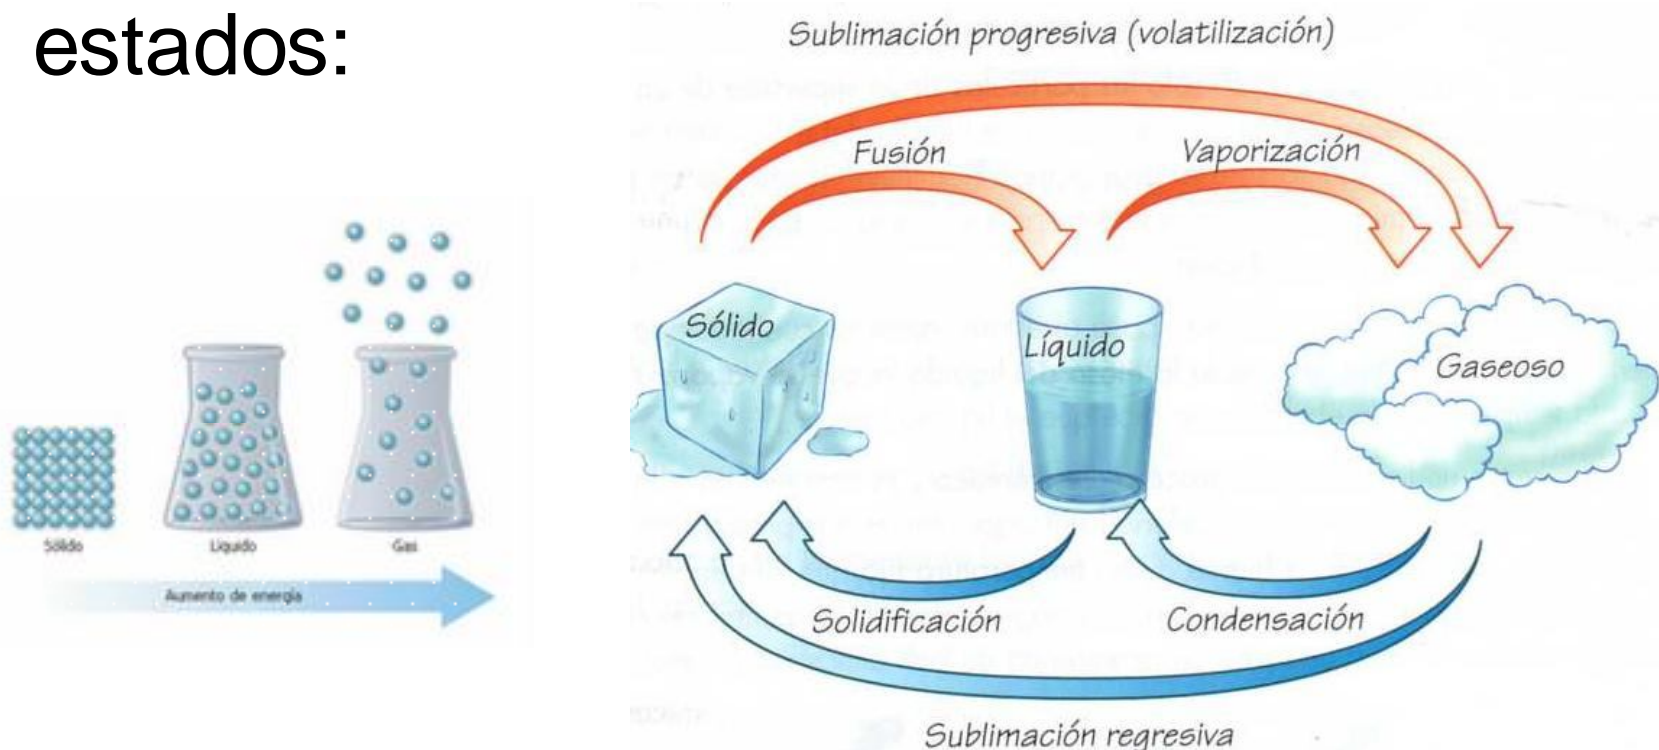 estados:
Sólido
Líquido
Gas
Aumento de energía
Sublimación progresiva (volatilización)
Fusión
Vaporización
Sólido
Líquido
Gaseoso
Solidificación
Condensación
Sublimación regresiva